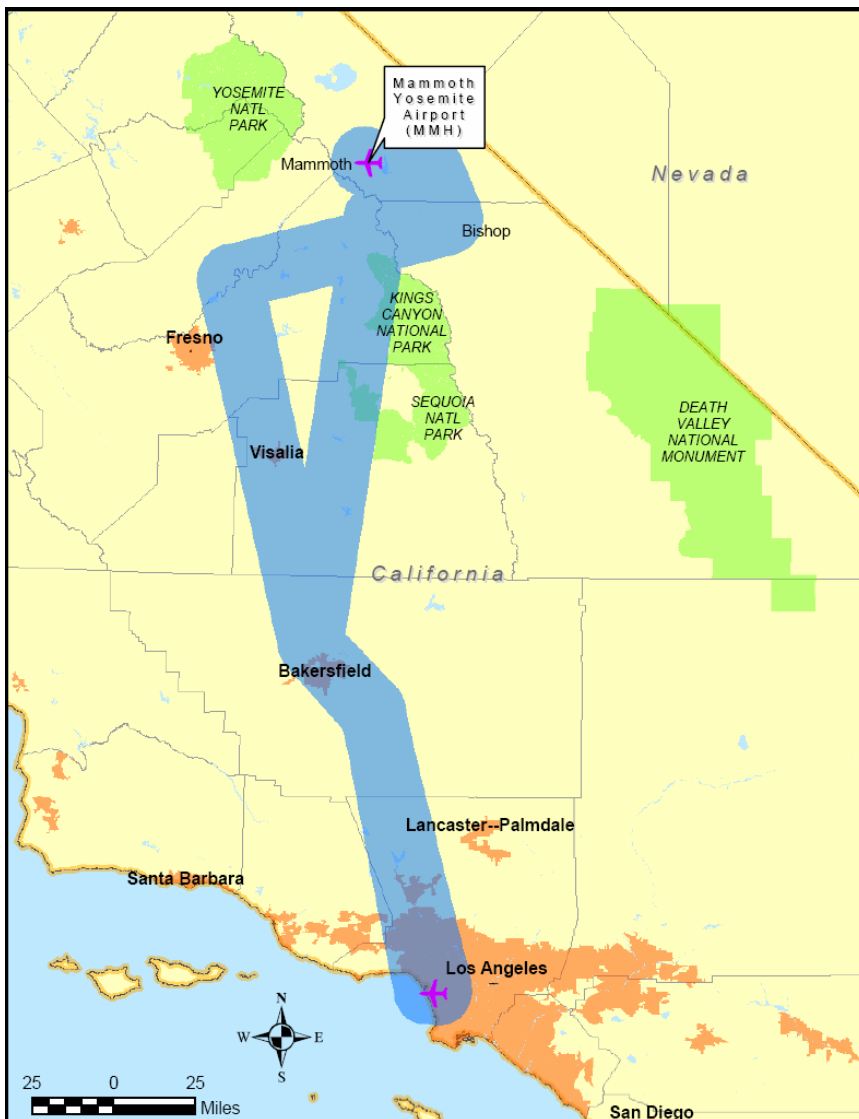 YOSEMITE
NATL
PARK
Mammoth
Yosemite
Airport
(MMH)
Mammoth
Nevada
Bishop
KINGS
CANYON
NATIONAL
PARK
Fresno
SEQUOIA
NATL
PARK
DEATH
VALLEY
NATIONAL
MONUMENT
Visalia
California
Bakersfield
Lancaster--Palmdale
Santa Barbara
Los Angeles
N
W
E
S
25 0 25
Miles
San Diego